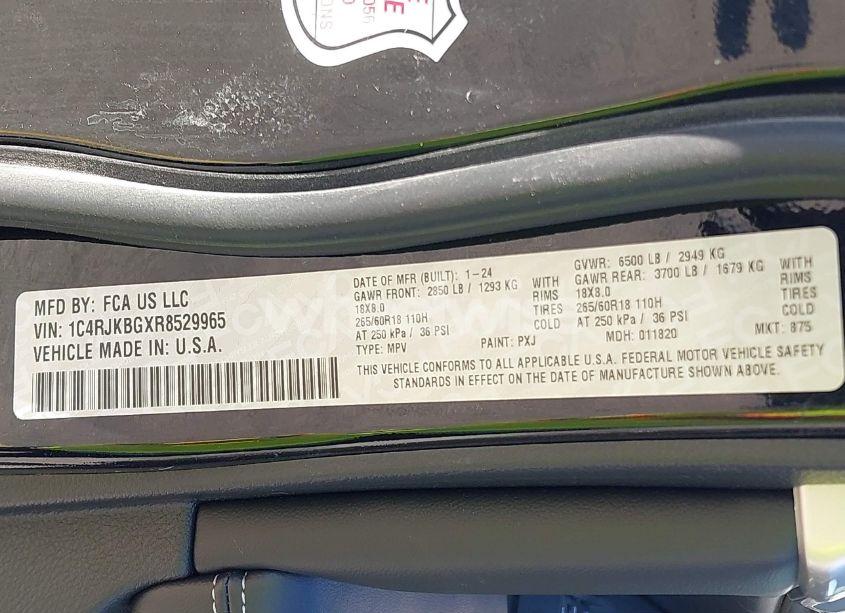 E
E
056
0
ONS
MFD BY: FCA US LLC
VIN: 1C4RJKBGXR8529965
VEHICLE MADE IN: U.S.A.
DATE OF MFR (BUILT): 1-24
GAWR FRONT: 2850 LB / 1293 KG WITH
18X8.0 RIMS
265/60R18 110H TIRES
AT 250 kPa / 36 PSI COLD
TYPE: MPV PAINT: PXJ
GVWR: 6500 LB / 2949 KG
GAWR REAR: 3700 LB / 1679 KG WITH
18X8.0 RIMS
265/60R18 110H TIRES
AT 250 kPa / 36 PSI COLD
MDH: 011820 MKT: 875
THIS VEHICLE CONFORMS TO ALL APPLICABLE U.S.A. FEDERAL MOTOR VEHICLE SAFETY
STANDARDS IN EFFECT ON THE DATE OF MANUFACTURE SHOWN ABOVE.